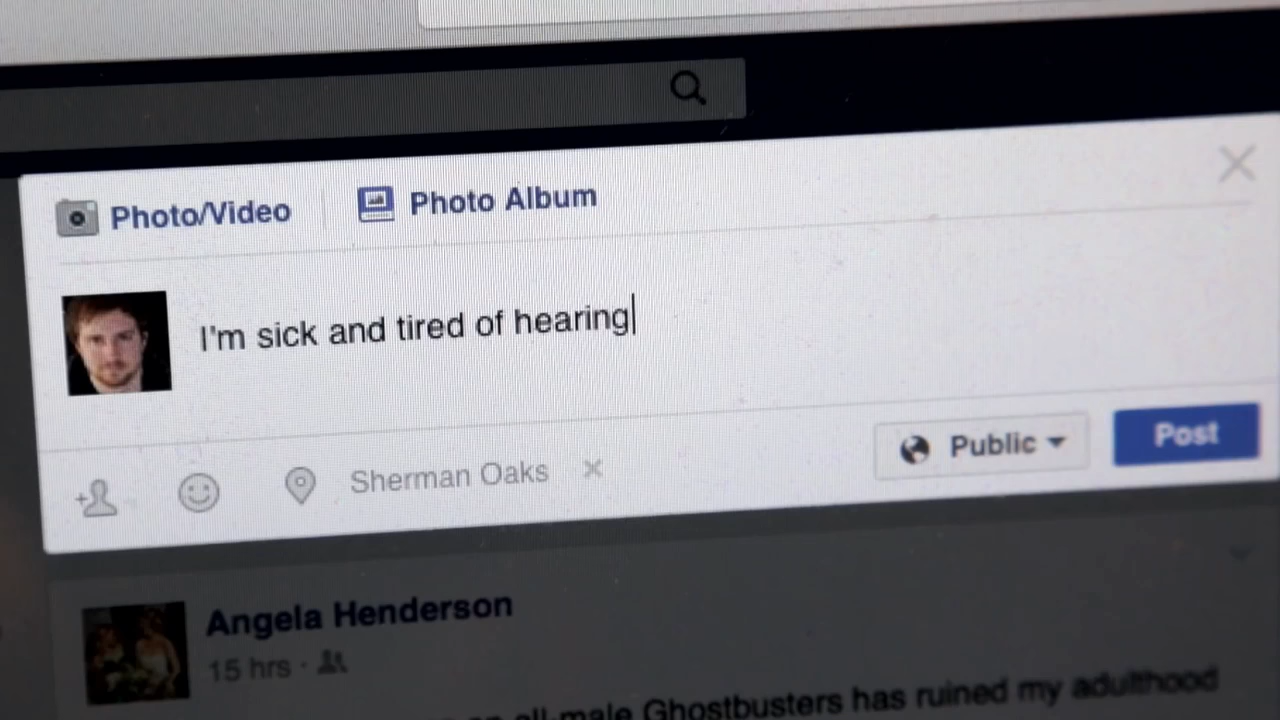 Photo/Video
Photo Album
I'm sick and tired of hearing
Sherman Oaks
Public
Post
Angela Henderson
15 hrs ·
all-male Ghostbusters has ruined my adulthood